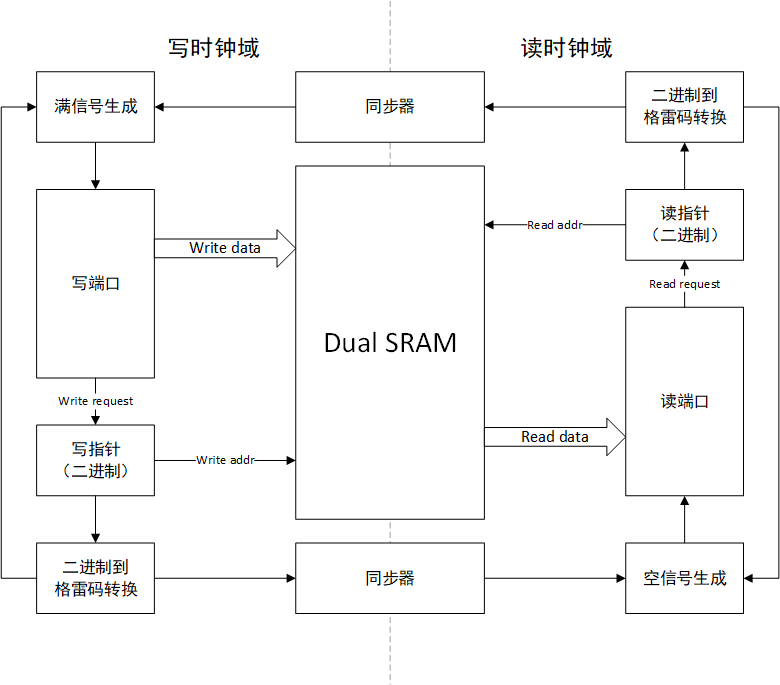 写时钟域
读时钟域
满信号生成
同步器
二进制到
格雷码转换
写端口
Write data
Dual SRAM
Read addr
读指针
（二进制）
Read request
Write request
读端口
写指针
（二进制）
Write addr
Read data
二进制到
格雷码转换
同步器
空信号生成